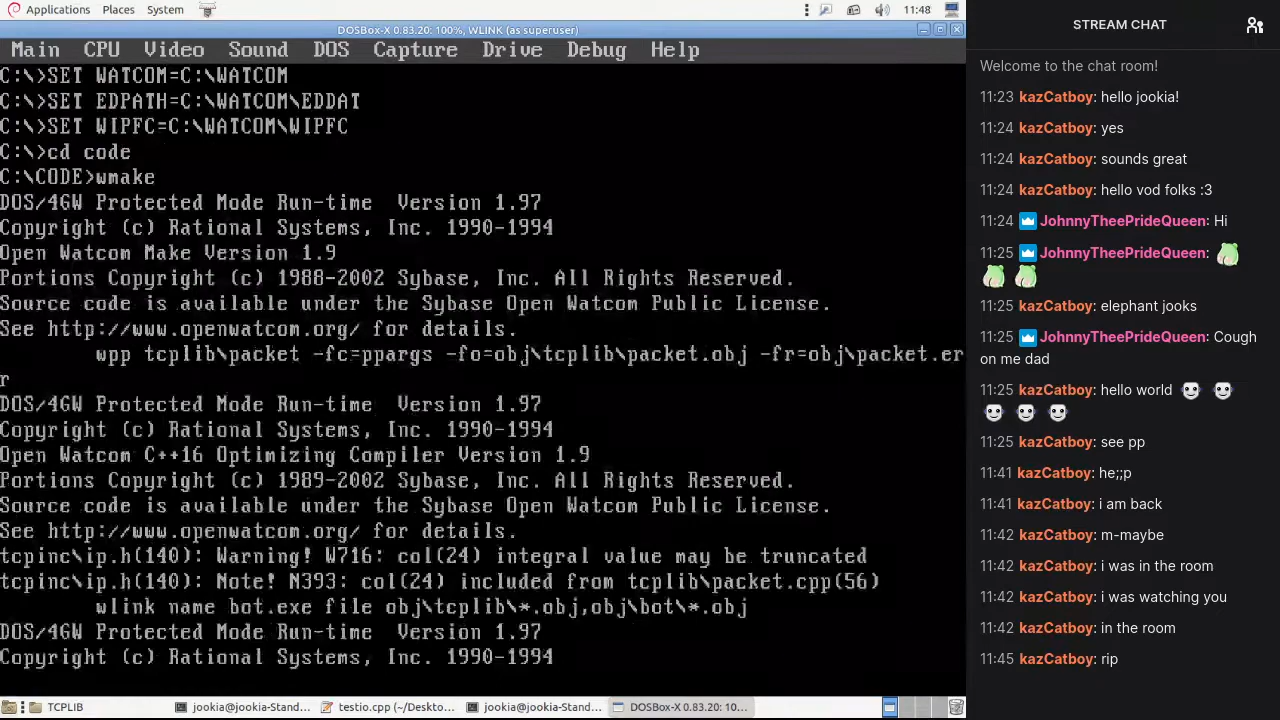 Applications Places System 11:48
DOSBox-X 0.83.20: 100%, WLINK (as superuser)
Main CPU Video Sound DOS Capture Drive Debug Help
C:\>SET WATCOM=C:\WATCOM
C:\>SET EDPATH=C:\WATCOM\EDDAT
C:\>SET WIPFC=C:\WATCOM\WIPFC
C:\>cd code
C:\CODE>wmake
DOS/4GW Protected Mode Run-time  Version 1.97
Copyright (c) Rational Systems, Inc. 1990-1994
Open Watcom Make Version 1.9
Portions Copyright (c) 1988-2002 Sybase, Inc. All Rights Reserved.
Source code is available under the Sybase Open Watcom Public License.
See http://www.openwatcom.org/ for details.
wpp tcplib\packet -fc=ppargs -fo=obj\tcplib\packet.obj -fr=obj\packet.er
r
DOS/4GW Protected Mode Run-time  Version 1.97
Copyright (c) Rational Systems, Inc. 1990-1994
Open Watcom C++16 Optimizing Compiler Version 1.9
Portions Copyright (c) 1989-2002 Sybase, Inc. All Rights Reserved.
Source code is available under the Sybase Open Watcom Public License.
See http://www.openwatcom.org/ for details.
tcpinc\ip.h(140): Warning! W716: col(24) integral value may be truncated
tcpinc\ip.h(140): Note! N393: col(24) included from tcplib\packet.cpp(56)
wlink name bot.exe file obj\tcplib\*.obj,obj\bot\*.obj
DOS/4GW Protected Mode Run-time  Version 1.97
Copyright (c) Rational Systems, Inc. 1990-1994
TCPLIB jookia@jookia-Stand... testio.cpp (~/Deskto... jookia@jookia-Stand... DOSBox-X 0.83.20: 10...
STREAM CHAT
Welcome to the chat room!
11:23 kazCatboy: hello jookia!
11:24 kazCatboy: yes
11:24 kazCatboy: sounds great
11:24 kazCatboy: hello vod folks :3
11:24 JohnnyTheePrideQueen: Hi
11:25 JohnnyTheePrideQueen:
11:25 kazCatboy: elephant jooks
11:25 JohnnyTheePrideQueen: Cough
on me dad
11:25 kazCatboy: hello world
11:25 kazCatboy: see pp
11:41 kazCatboy: he;;p
11:41 kazCatboy: i am back
11:42 kazCatboy: m-maybe
11:42 kazCatboy: i was in the room
11:42 kazCatboy: i was watching you
11:42 kazCatboy: in the room
11:45 kazCatboy: rip